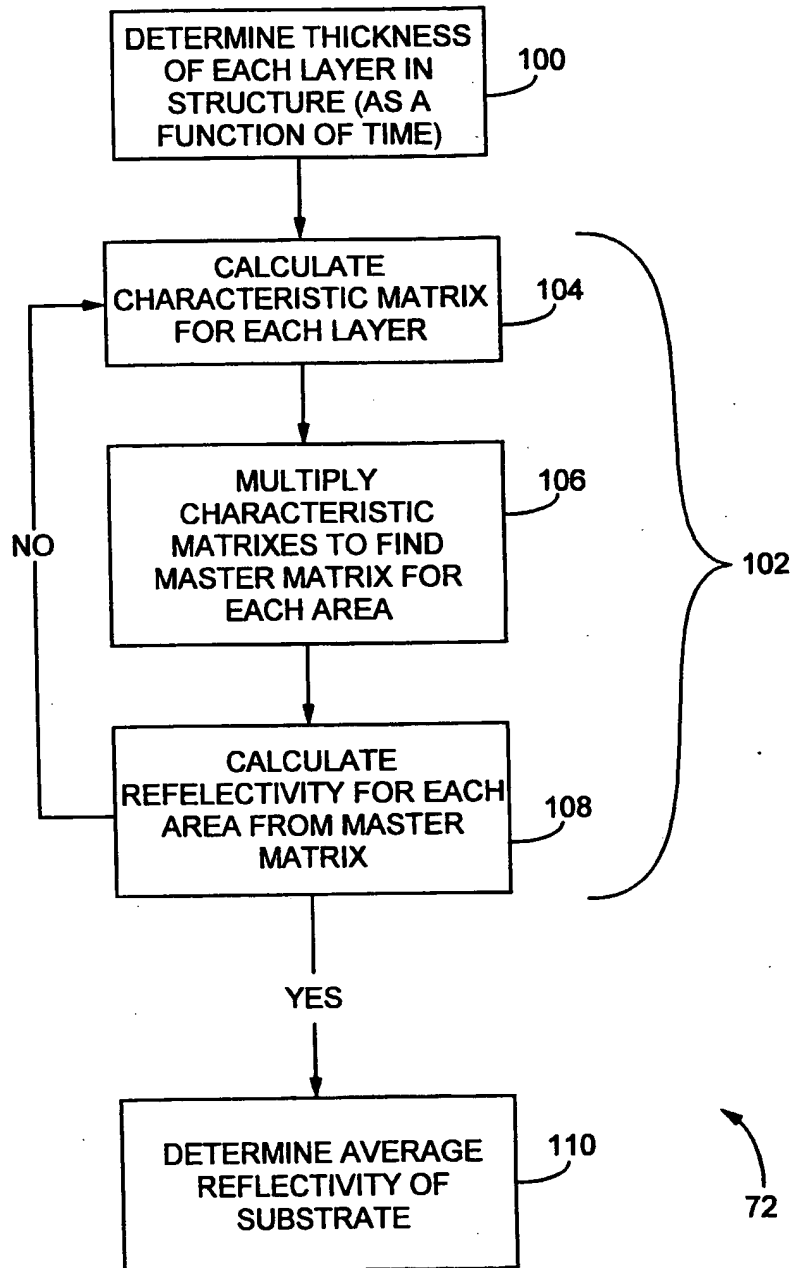 DETERMINE THICKNESS
OF EACH LAYER IN
STRUCTURE (AS A
FUNCTION OF TIME)
100
CALCULATE
CHARACTERISTIC MATRIX
FOR EACH LAYER
104
MULTIPLY
CHARACTERISTIC
MATRIXES TO FIND
MASTER MATRIX FOR
EACH AREA
106
NO
102
CALCULATE
REFELECTIVITY FOR EACH
AREA FROM MASTER
MATRIX
108
YES
DETERMINE AVERAGE
REFLECTIVITY OF
SUBSTRATE
110
72